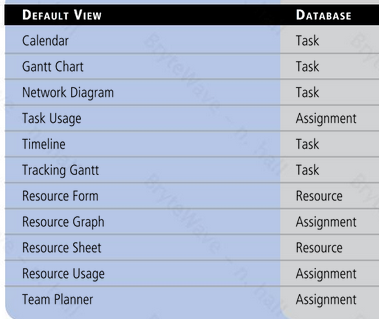 DEFAULT VIEW DATABASE
Calendar Task
Gantt Chart Task
Network Diagram Task
Task Usage Assignment
Timeline Task
Tracking Gantt Task
Resource Form Resource
Resource Graph Assignment
Resource Sheet Resource
Resource Usage Assignment
Team Planner Assignment